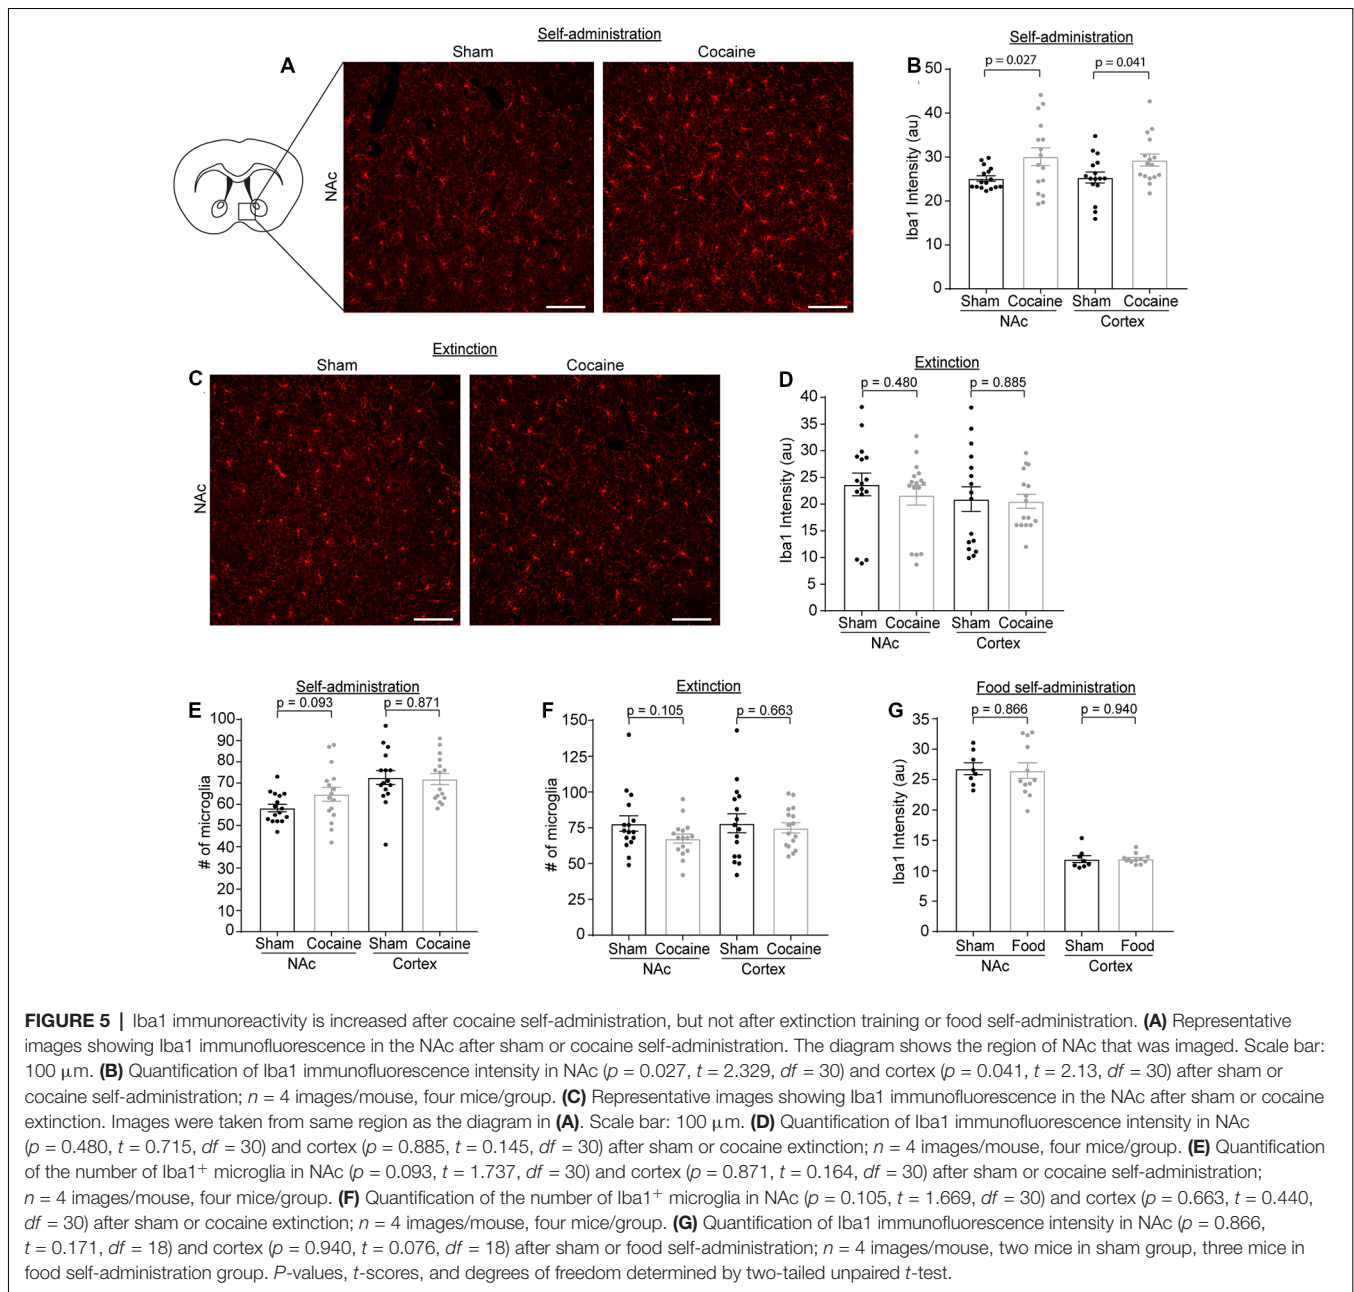 Self-administration
Sham Cocaine
A
NAc
Self-administration
B
p = 0.027 p = 0.041
Iba1 Intensity (au)
50
40
30
20
10
0
Sham Cocaine Sham Cocaine
NAc Cortex
Extinction
Sham Cocaine
C
NAc
D
Extinction
p = 0.480 p = 0.885
Iba1 Intensity (au)
40
35
30
25
20
15
10
5
0
Sham Cocaine Sham Cocaine
NAc Cortex
E
Self-administration
p = 0.093 p = 0.871
# of microglia
100
90
80
70
60
50
40
30
20
10
0
Sham Cocaine Sham Cocaine
NAc Cortex
F
Extinction
p = 0.105 p = 0.663
# of microglia
150
125
100
75
50
25
0
Sham Cocaine Sham Cocaine
NAc Cortex
G
Food self-administration
p = 0.866 p = 0.940
Iba1 Intensity (au)
35
30
25
20
15
10
5
0
Sham Food Sham Food
NAc Cortex
FIGURE 5 | Iba1 immunoreactivity is increased after cocaine self-administration, but not after extinction training or food self-administration. (A) Representative
images showing Iba1 immunofluorescence in the NAc after sham or cocaine self-administration. The diagram shows the region of NAc that was imaged. Scale bar:
100 μm. (B) Quantification of Iba1 immunofluorescence intensity in NAc (p = 0.027, t = 2.329, df = 30) and cortex (p = 0.041, t = 2.13, df = 30) after sham or
cocaine self-administration; n = 4 images/mouse, four mice/group. (C) Representative images showing Iba1 immunofluorescence in the NAc after sham or cocaine
extinction. Images were taken from same region as the diagram in (A). Scale bar: 100 μm. (D) Quantification of Iba1 immunofluorescence intensity in NAc
(p = 0.480, t = 0.715, df = 30) and cortex (p = 0.885, t = 0.145, df = 30) after sham or cocaine extinction; n = 4 images/mouse, four mice/group. (E) Quantification
of the number of Iba1+ microglia in NAc (p = 0.093, t = 1.737, df = 30) and cortex (p = 0.871, t = 0.164, df = 30) after sham or cocaine self-administration;
n = 4 images/mouse, four mice/group. (F) Quantification of the number of Iba1+ microglia in NAc (p = 0.105, t = 1.669, df = 30) and cortex (p = 0.663, t = 0.440,
df = 30) after sham or cocaine extinction; n = 4 images/mouse, four mice/group. (G) Quantification of Iba1 immunofluorescence intensity in NAc (p = 0.866,
t = 0.171, df = 18) and cortex (p = 0.940, t = 0.076, df = 18) after sham or food self-administration; n = 4 images/mouse, two mice in sham group, three mice in
food self-administration group. P-values, t-scores, and degrees of freedom determined by two-tailed unpaired t-test.